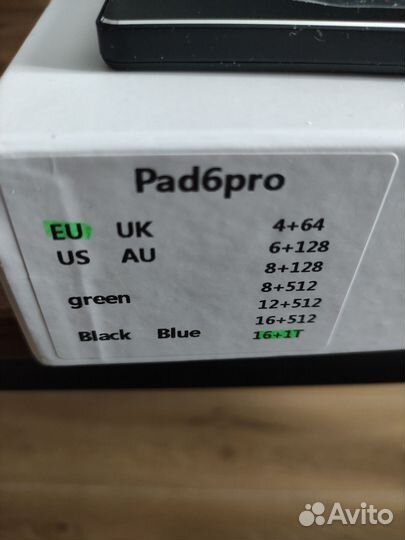 Pad6pro
EU UK 4+64
US AU 6+128
8+128
8+512
green 12+512
16+512
Black Blue 16+1T
Avito